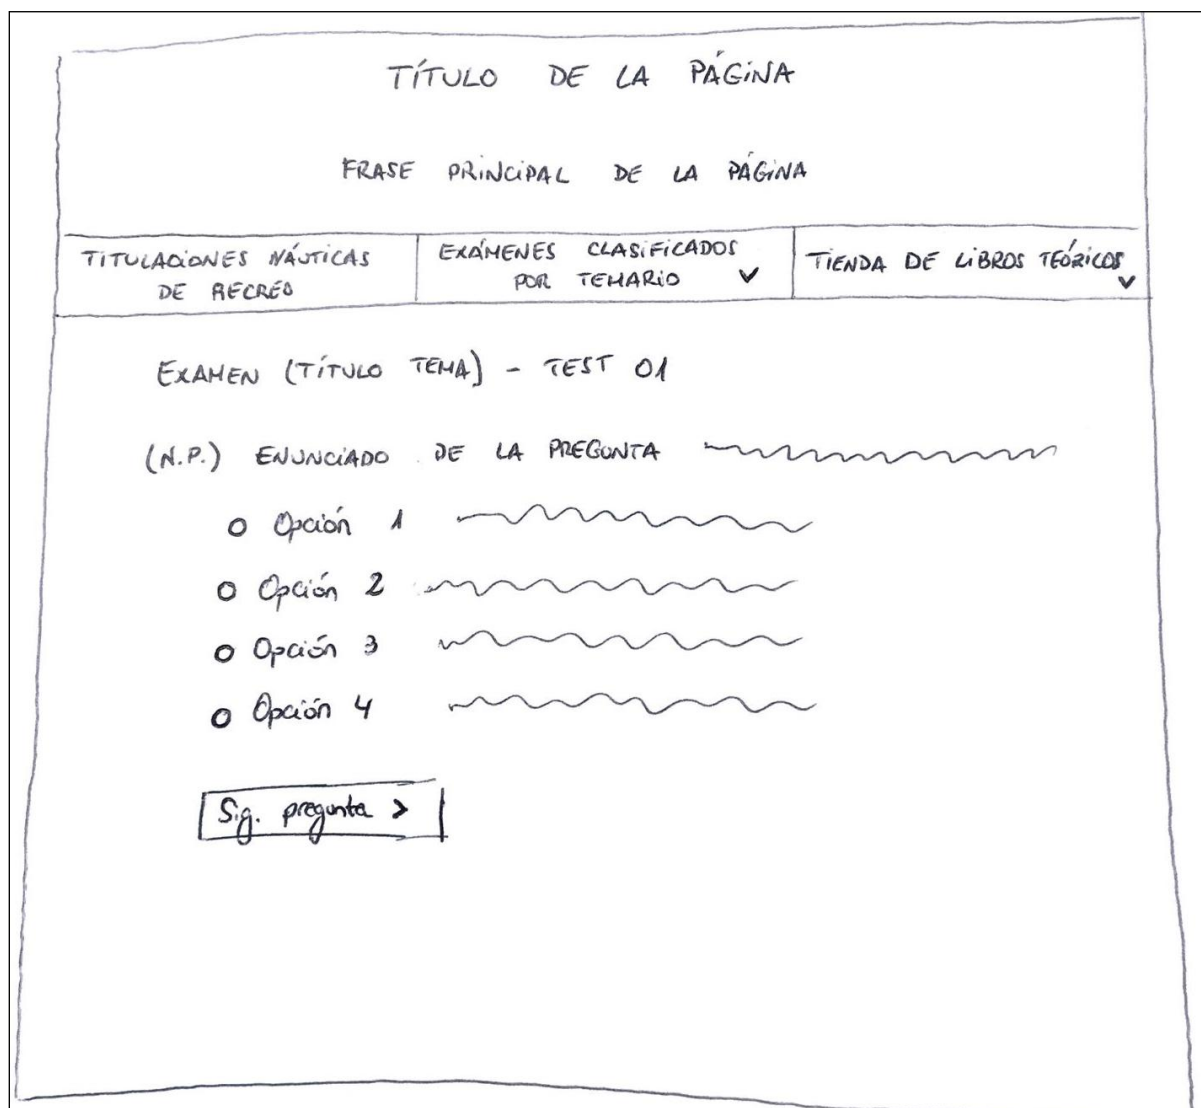 TÍTULO DE LA PÁGINA
FRASE PRINCIPAL DE LA PÁGINA
TITULACIONES NÁUTICAS
DE RECREO
EXÁMENES CLASIFICADOS
POR TEMARIO
TIENDA DE LIBROS TEÓRICOS
EXAMEN (TÍTULO TEMA) - TEST 01
(N.P.) ENUNCIADO DE LA PREGUNTA
Opción 1
Opción 2
Opción 3
Opción 4
Sig. pregunta >